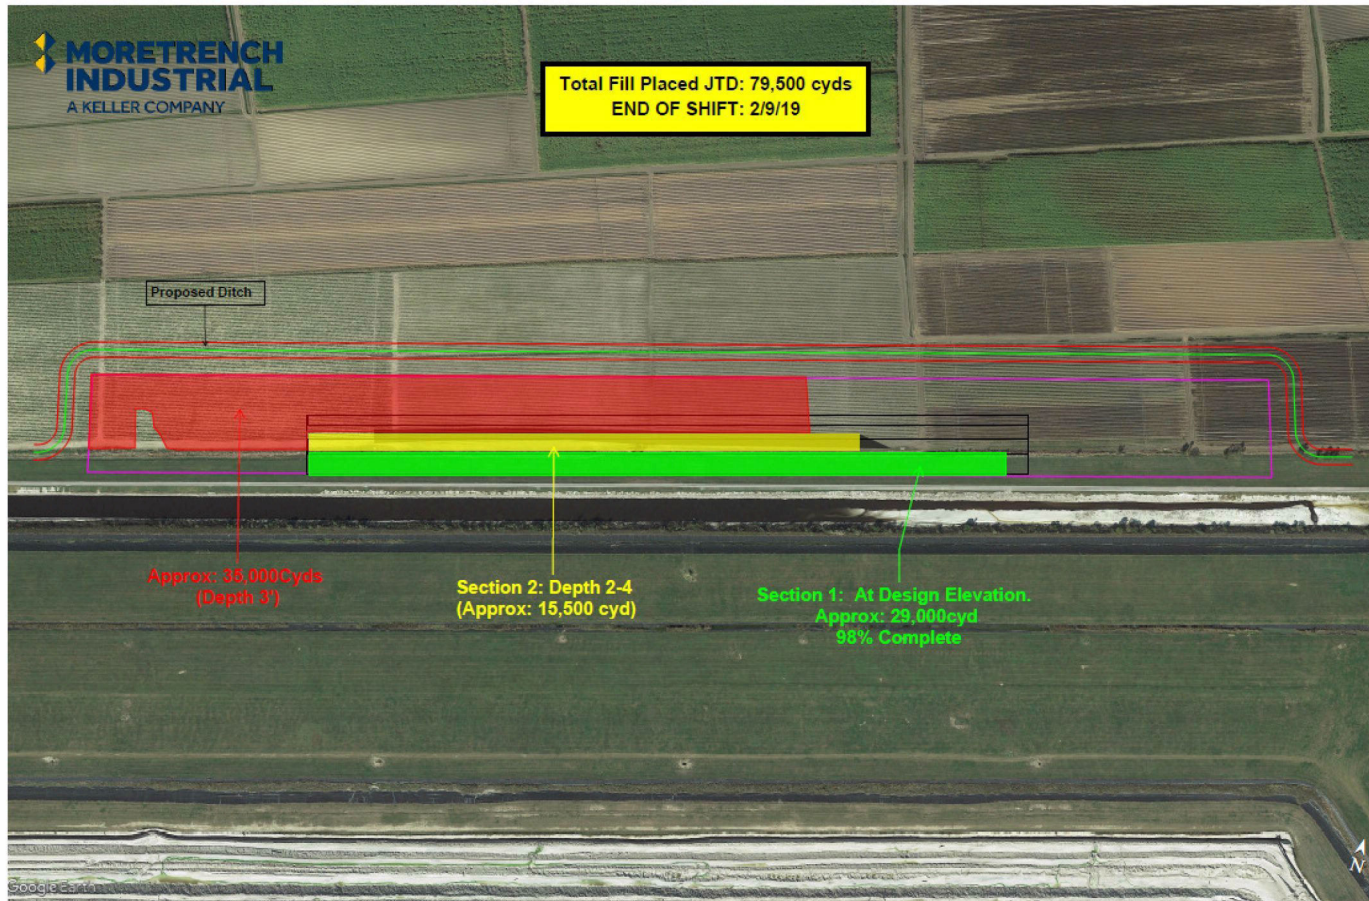 MORETRENCH
INDUSTRIAL
A KELLER COMPANY
Total Fill Placed JTD: 79,500 cyds
END OF SHIFT: 2/9/19
Proposed Ditch
Approx: 35,000Cyds
(Depth 3')
Section 2: Depth 2-4
(Approx: 15,500 cyd)
Section 1: At Design Elevation.
Approx: 29,000cyd
98% Complete
N
Google Earth